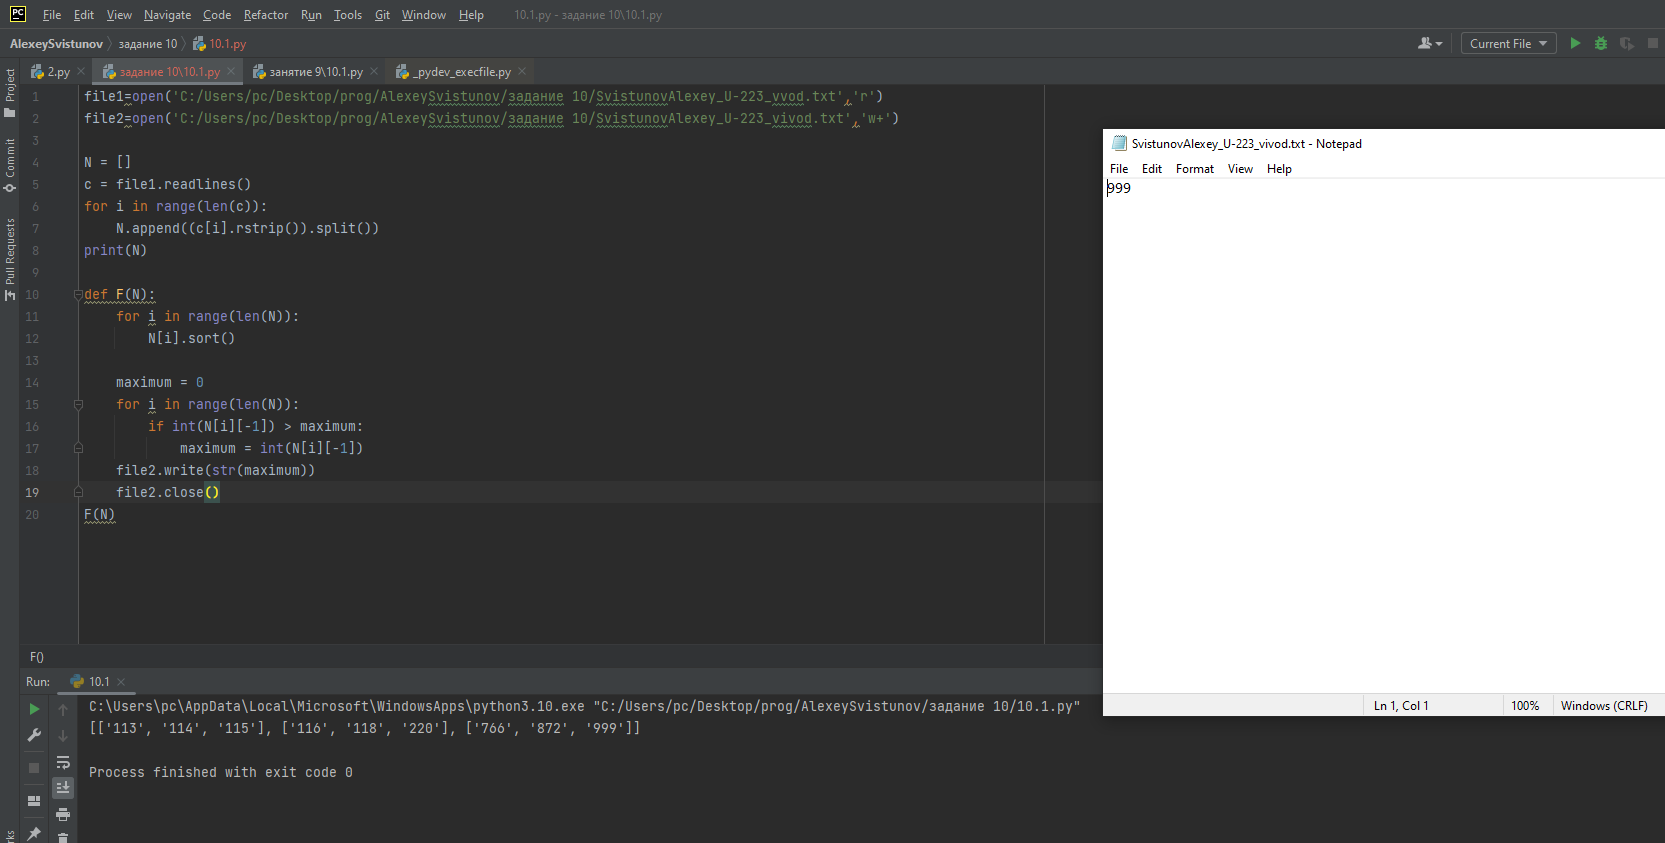 PC File Edit View Navigate Code Refactor Run Tools Git Window Help 10.1.py - задание 10\10.1.py
AlexeySvistunov задание 10 10.1.py Current File
2.py задание 10\10.1.py занятие 9\10.1.py _pydev_execfile.py
Project
Commit
Pull Requests
1 file1=open('C:/Users/pc/Desktop/prog/AlexeySvistunov/задание 10/SvistunovAlexey_U-223_vvod.txt','r')
2 file2=open('C:/Users/pc/Desktop/prog/AlexeySvistunov/задание 10/SvistunovAlexey_U-223_vivod.txt','w+')
3
4 N = []
5 c = file1.readlines()
6 for i in range(len(c)):
7 N.append((c[i].rstrip()).split())
8 print(N)
9
10 def F(N):
11 for i in range(len(N)):
12 N[i].sort()
13
14 maximum = 0
15 for i in range(len(N)):
16 if int(N[i][-1]) > maximum:
17 maximum = int(N[i][-1])
18 file2.write(str(maximum))
19 file2.close()
20 F(N)
F()
SvistunovAlexey_U-223_vivod.txt - Notepad
File Edit Format View Help
999
Ln 1, Col 1 100% Windows (CRLF)
Run: 10.1
C:\Users\pc\AppData\Local\Microsoft\WindowsApps\python3.10.exe "C:/Users/pc/Desktop/prog/AlexeySvistunov/задание 10/10.1.py"
[['113', '114', '115'], ['116', '118', '220'], ['766', '872', '999']]
Process finished with exit code 0